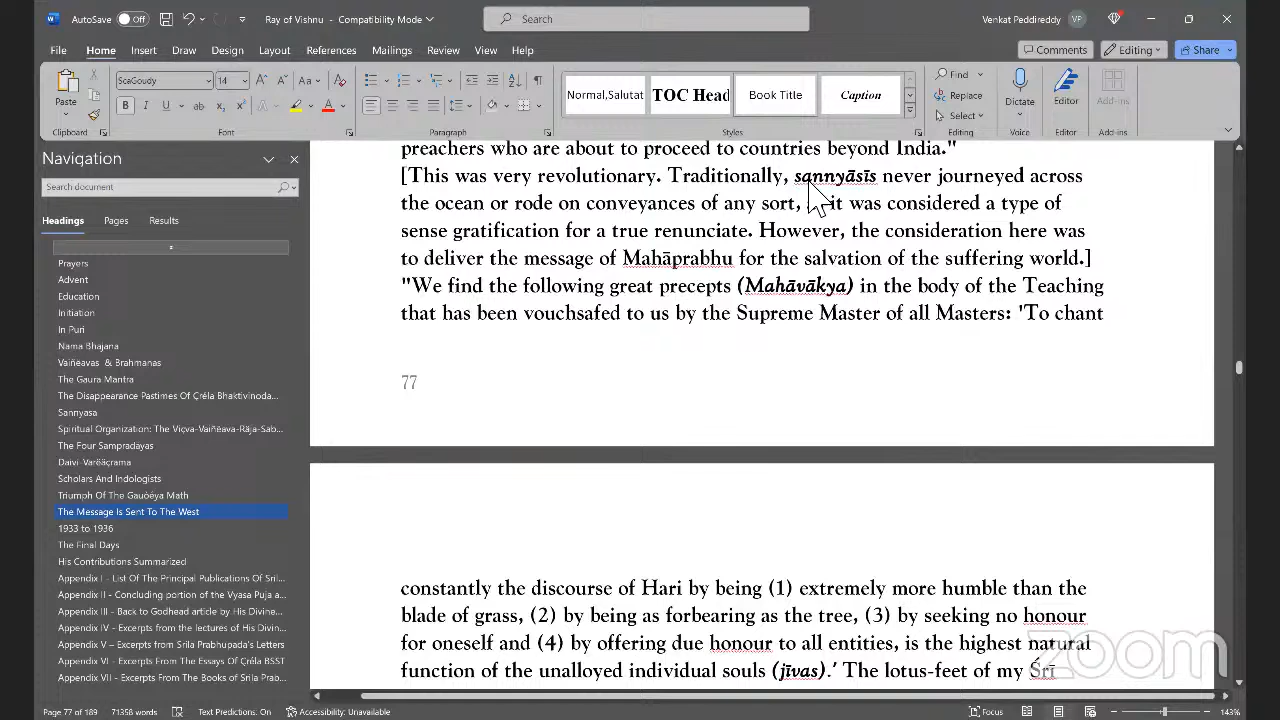 AutoSave Off Ray of Vishnu - Compatibility Mode Search Venkat Peddireddy VP
File Home Insert Draw Design Layout References Mailings Review View Help Comments Editing Share
Paste ScaGoudy 14 Normal,Salutat TOC Head Book Title Caption Find Replace Select Dictate Editor Add-ins
Clipboard Font Paragraph Styles Editing Voice Editor Add-ins
Navigation
Search document
Headings Pages Results
Prayers
Advent
Education
Initiation
In Puri
Nama Bhajana
Vaiñëavas & Brahmanas
The Gaura Mantra
The Disappearance Pastimes Of Çréla Bhaktivinoda...
Sannyasa
Spiritual Organization: The Viçva-Vaiñëava-Räja-Sab...
The Four Sampradäyas
Daivi-Varëäçrama
Scholars And Indologists
Triumph Of The Gauòéya Math
The Message Is Sent To The West
1933 to 1936
The Final Days
His Contributions Summarized
Appendix I - List Of The Principal Publications Of Sril...
Appendix II - Concluding portion of the Vyasa Puja a...
Appendix III - Back to Godhead article by His Divine...
Appendix IV - Excerpts from the lectures of His Divin...
Appendix V – Excerpts from Srila Prabhupada's Letters
Appendix VI - Excerpts From The Essays Of Çréla BSST
Appendix VII - Excerpts From The Books of Srila Prab...
preachers who are about to proceed to countries beyond India."
[This was very revolutionary. Traditionally, sannyāsīs never journeyed across
the ocean or rode on conveyances of any sort, it was considered a type of
sense gratification for a true renunciate. However, the consideration here was
to deliver the message of Mahāprabhu for the salvation of the suffering world.]
"We find the following great precepts (Mahāvākya) in the body of the Teaching
that has been vouchsafed to us by the Supreme Master of all Masters: 'To chant
77
constantly the discourse of Hari by being (1) extremely more humble than the
blade of grass, (2) by being as forbearing as the tree, (3) by seeking no honour
for oneself and (4) by offering due honour to all entities, is the highest natural
function of the unalloyed individual souls (jīvas).' The lotus-feet of my Śrī
zoom
Page 77 of 189 71358 words Text Predictions: On Accessibility: Unavailable Focus 143%